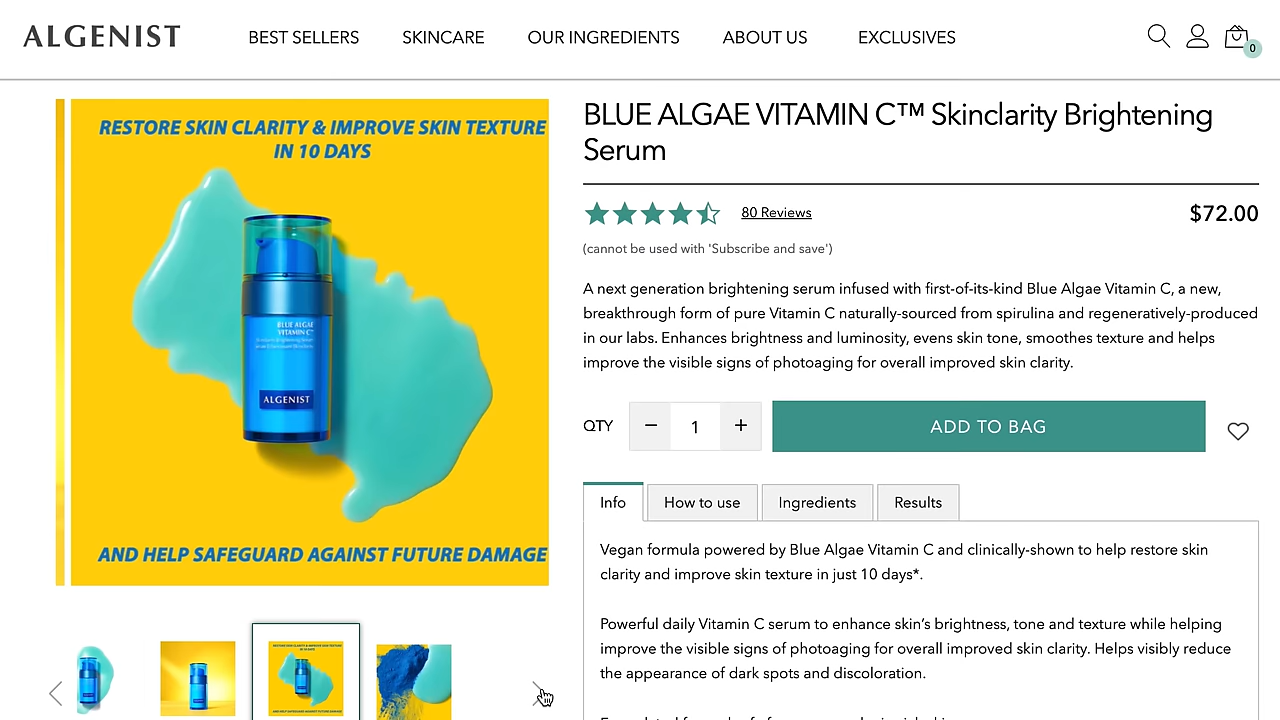 ALGENIST
BEST SELLERS SKINCARE OUR INGREDIENTS ABOUT US EXCLUSIVES
0
RESTORE SKIN CLARITY & IMPROVE SKIN TEXTURE
IN 10 DAYS
BLUE ALGAE
VITAMIN C™
ALGENIST
AND HELP SAFEGUARD AGAINST FUTURE DAMAGE
BLUE ALGAE VITAMIN C™ Skinclarity Brightening
Serum
80 Reviews
$72.00
(cannot be used with 'Subscribe and save')
A next generation brightening serum infused with first-of-its-kind Blue Algae Vitamin C, a new,
breakthrough form of pure Vitamin C naturally-sourced from spirulina and regeneratively-produced
in our labs. Enhances brightness and luminosity, evens skin tone, smoothes texture and helps
improve the visible signs of photoaging for overall improved skin clarity.
QTY − 1 + ADD TO BAG
Info How to use Ingredients Results
Vegan formula powered by Blue Algae Vitamin C and clinically-shown to help restore skin
clarity and improve skin texture in just 10 days*.
Powerful daily Vitamin C serum to enhance skin's brightness, tone and texture while helping
improve the visible signs of photoaging for overall improved skin clarity. Helps visibly reduce
the appearance of dark spots and discoloration.